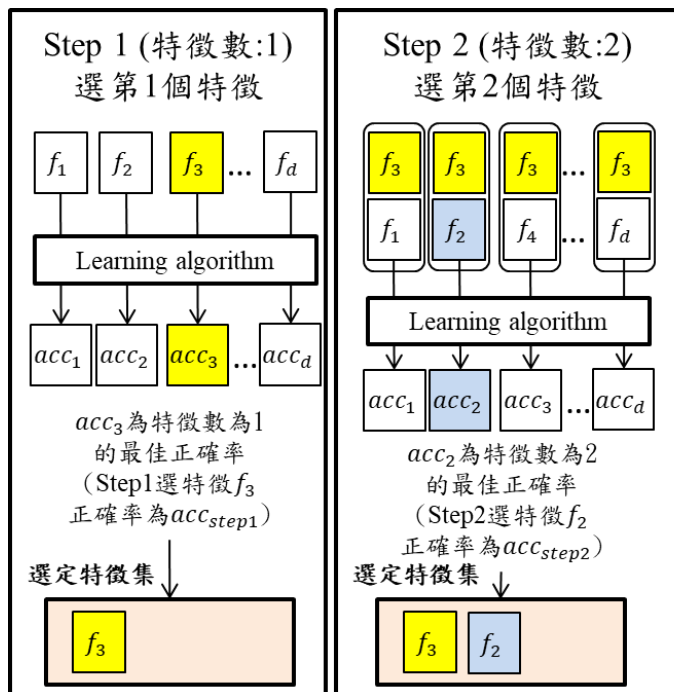 Step 1 (特徵數:1)
選第1個特徵
f₁ f₂ f₃ ... f_d
Learning algorithm
acc₁ acc₂ acc₃ ... acc_d
acc₃為特徵數為1
的最佳正確率
（Step1選特徵f₃
正確率為acc_step1）
選定特徵集
f₃
Step 2 (特徵數:2)
選第2個特徵
f₃ f₃ f₃ ... f₃
f₁ f₂ f₄ ... f_d
Learning algorithm
acc₁ acc₂ acc₃ ... acc_d
acc₂為特徵數為2
的最佳正確率
（Step2選特徵f₂
正確率為acc_step2）
選定特徵集
f₃ f₂